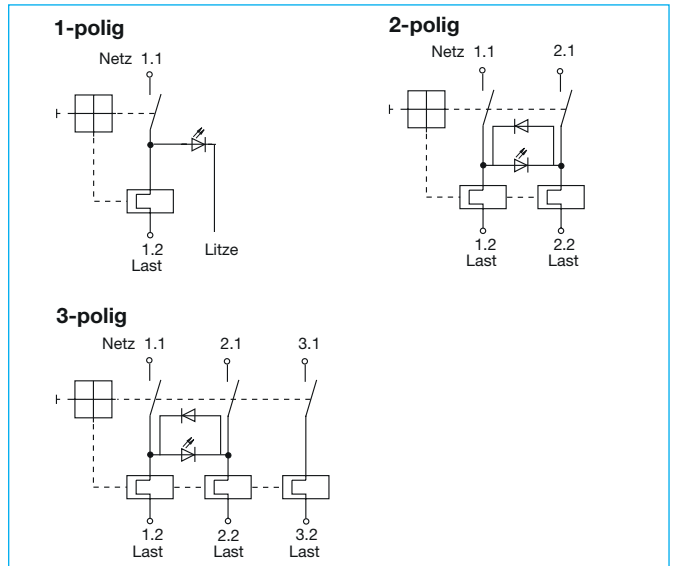 1-polig
Netz 1.1
1.2
Last
Litze
2-polig
Netz 1.1 2.1
1.2 2.2
Last Last
3-polig
Netz 1.1 2.1 3.1
1.2 2.2 3.2
Last Last Last